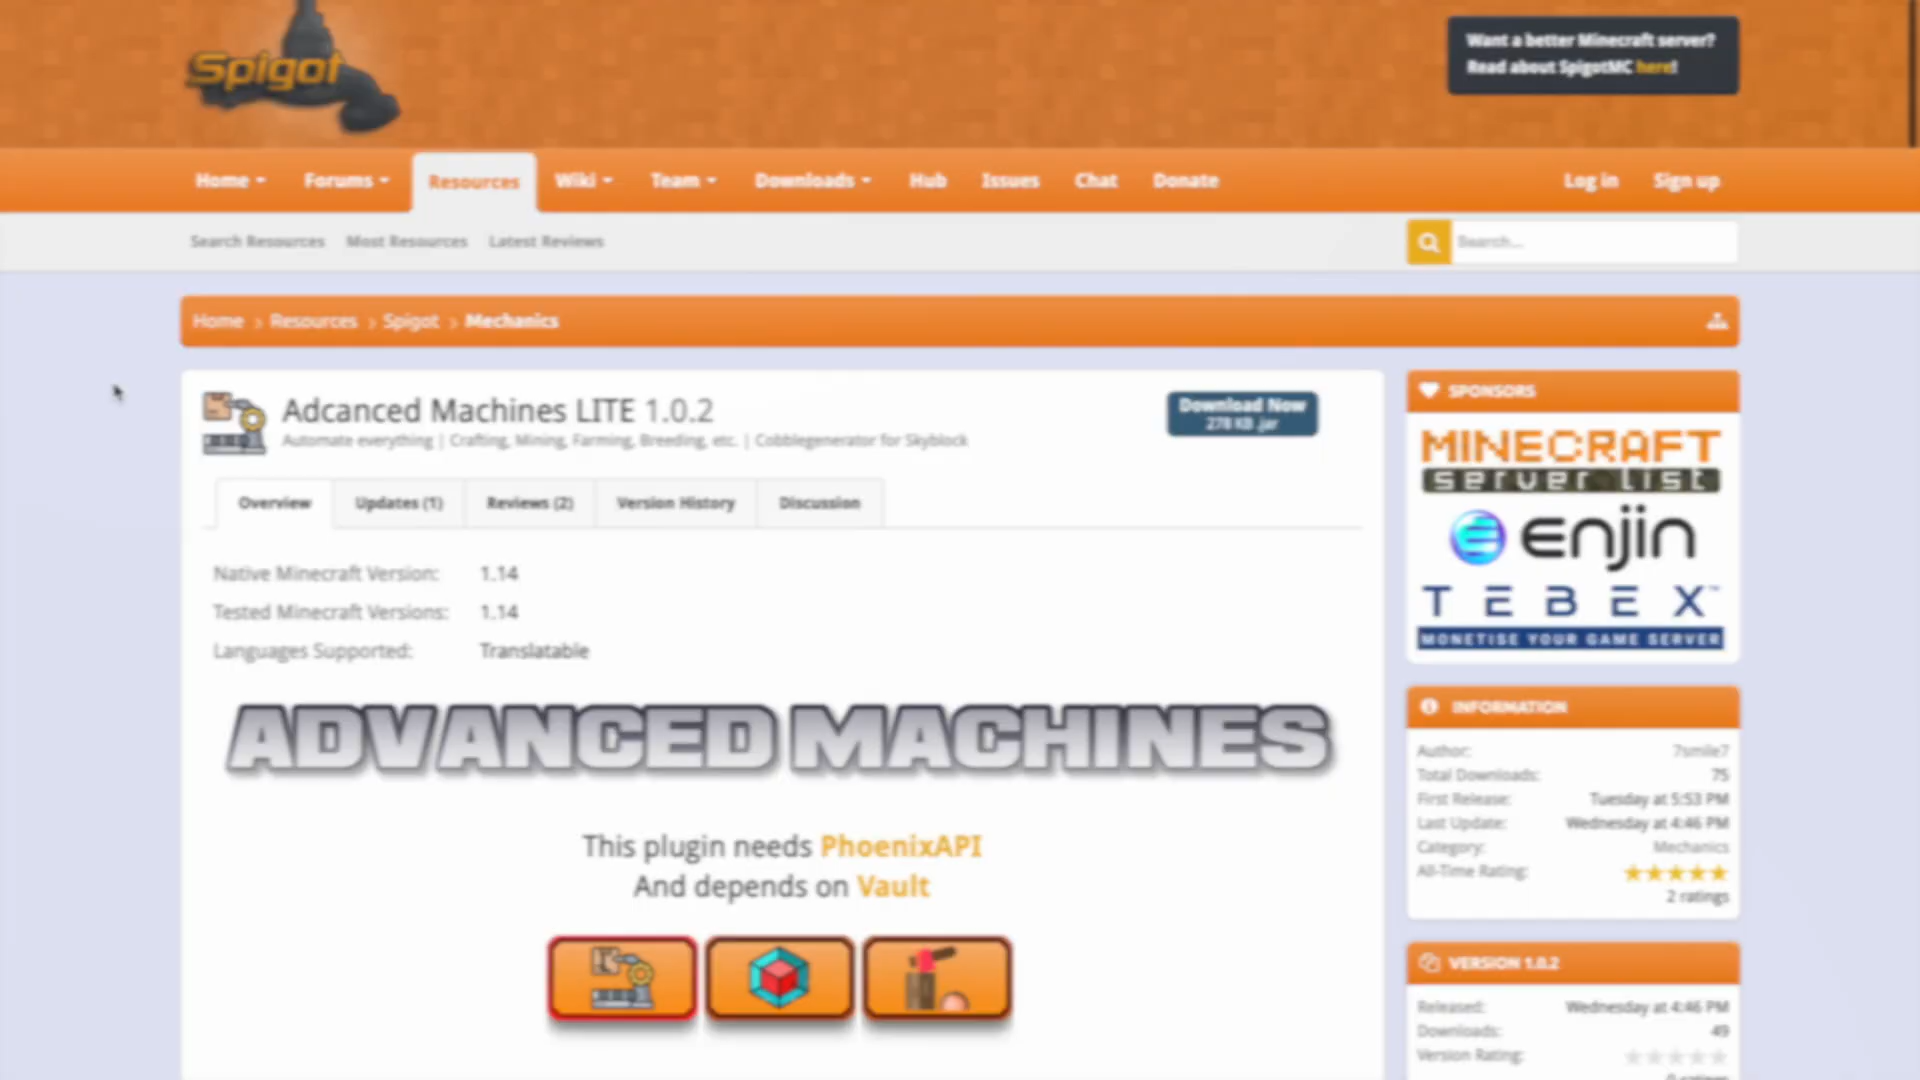 Spigot
Want a better Minecraft server?
Read about SpigotMC here!
Home Forums Resources Wiki Team Downloads Hub Issues Chat Donate Log in Sign up
Search Resources Most Resources Latest Reviews Search...
Home > Resources > Spigot > Mechanics
Adcanced Machines LITE 1.0.2
Automate everything | Crafting, Mining, Farming, Breeding, etc. | Cobblegenerator for Skyblock
Download Now
278 KB .jar
Overview Updates (1) Reviews (2) Version History Discussion
Native Minecraft Version: 1.14
Tested Minecraft Versions: 1.14
Languages Supported: Translatable
ADVANCED MACHINES
This plugin needs PhoenixAPI
And depends on Vault
SPONSORS
MINECRAFT
server list
enjin
TEBEX™
MONETISE YOUR GAME SERVER
INFORMATION
Author: 7smile7
Total Downloads: 75
First Release: Tuesday at 5:53 PM
Last Update: Wednesday at 4:46 PM
Category: Mechanics
All-Time Rating:
2 ratings
VERSION 1.0.2
Released: Wednesday at 4:46 PM
Downloads: 49
Version Rating: